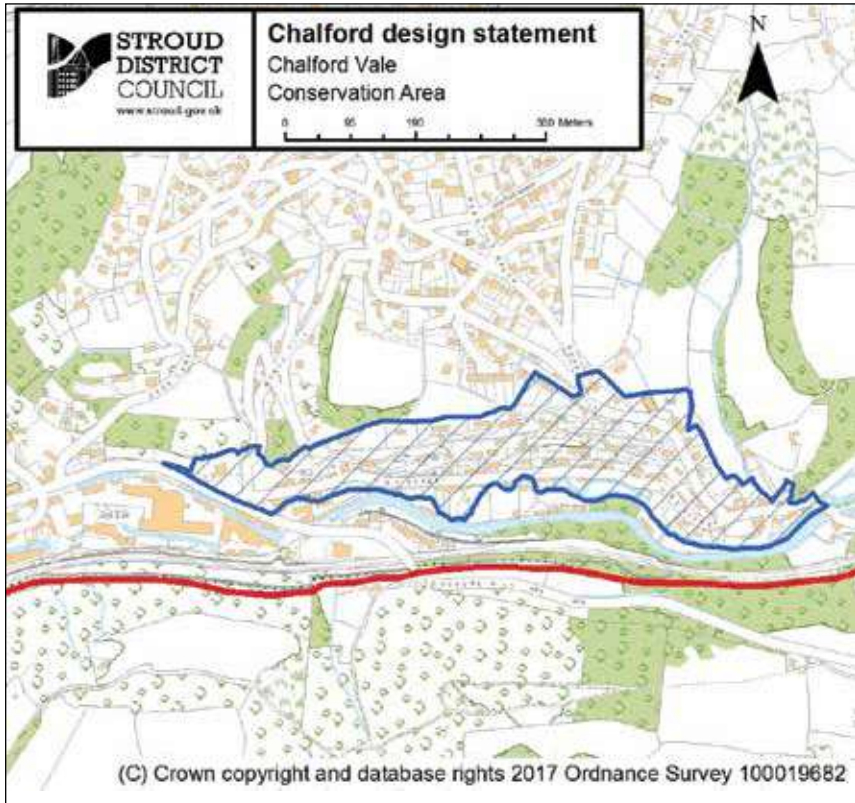 STROUD
DISTRICT
COUNCIL
www.stroud.gov.uk
Chalford design statement
Chalford Vale
Conservation Area
0 95 190 380 Meters
N
(C) Crown copyright and database rights 2017 Ordnance Survey 100019682